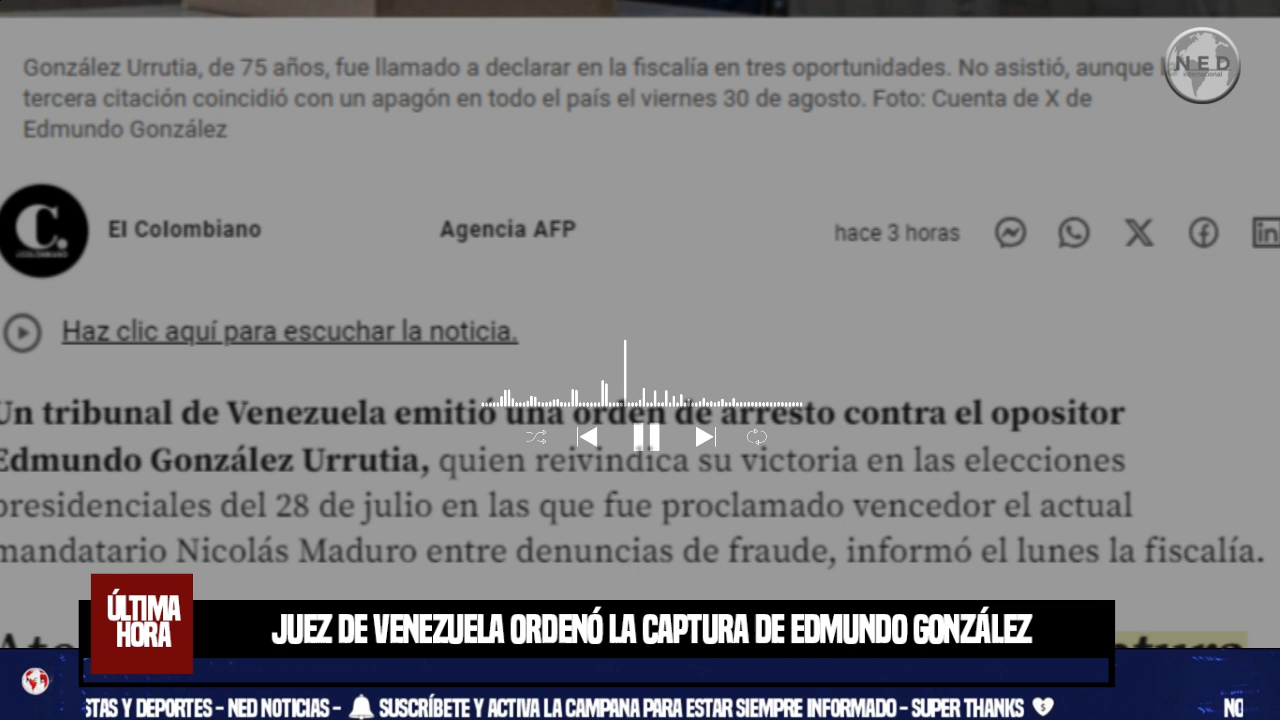 González Urrutia, de 75 años, fue llamado a declarar en la fiscalía en tres oportunidades. No asistió, aunque
NED
international
tercera citación coincidió con un apagón en todo el país el viernes 30 de agosto. Foto: Cuenta de X de
Edmundo González
C.
El Colombiano Agencia AFP hace 3 horas
Haz clic aquí para escuchar la noticia.
Un tribunal de Venezuela emitió una orden de arresto contra el opositor
Edmundo González Urrutia, quien reivindica su victoria en las elecciones
presidenciales del 28 de julio en las que fue proclamado vencedor el actual
mandatario Nicolás Maduro entre denuncias de fraude, informó el lunes la fiscalía.
ÚLTIMA
HORA
JUEZ DE VENEZUELA ORDENÓ LA CAPTURA DE EDMUNDO GONZÁLEZ
STAS Y DEPORTES - NED NOTICIAS - SUSCRÍBETE Y ACTIVA LA CAMPANA PARA ESTAR SIEMPRE INFORMADO - SUPER THANKS NO